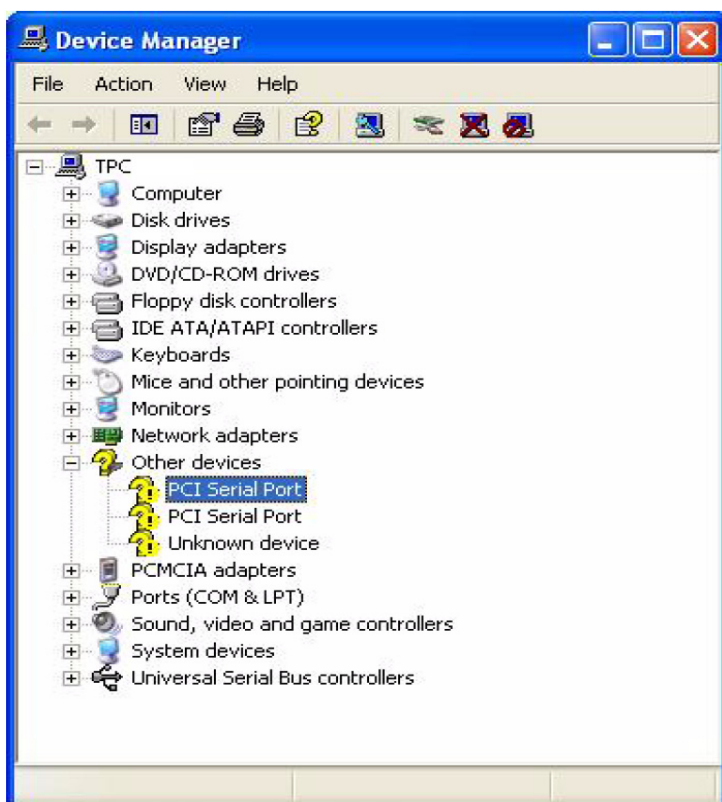 Device Manager
File Action View Help
TPC
Computer
Disk drives
Display adapters
DVD/CD-ROM drives
Floppy disk controllers
IDE ATA/ATAPI controllers
Keyboards
Mice and other pointing devices
Monitors
Network adapters
Other devices
PCI Serial Port
PCI Serial Port
Unknown device
PCMCIA adapters
Ports (COM & LPT)
Sound, video and game controllers
System devices
Universal Serial Bus controllers